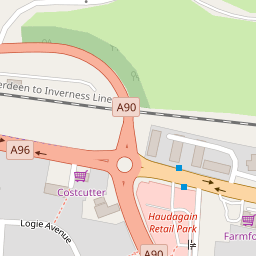 erdeen to Inverness Line
A90
A96
Costcutter
Haudagain
Retail Park
Logie Avenue
Farmfo
A90